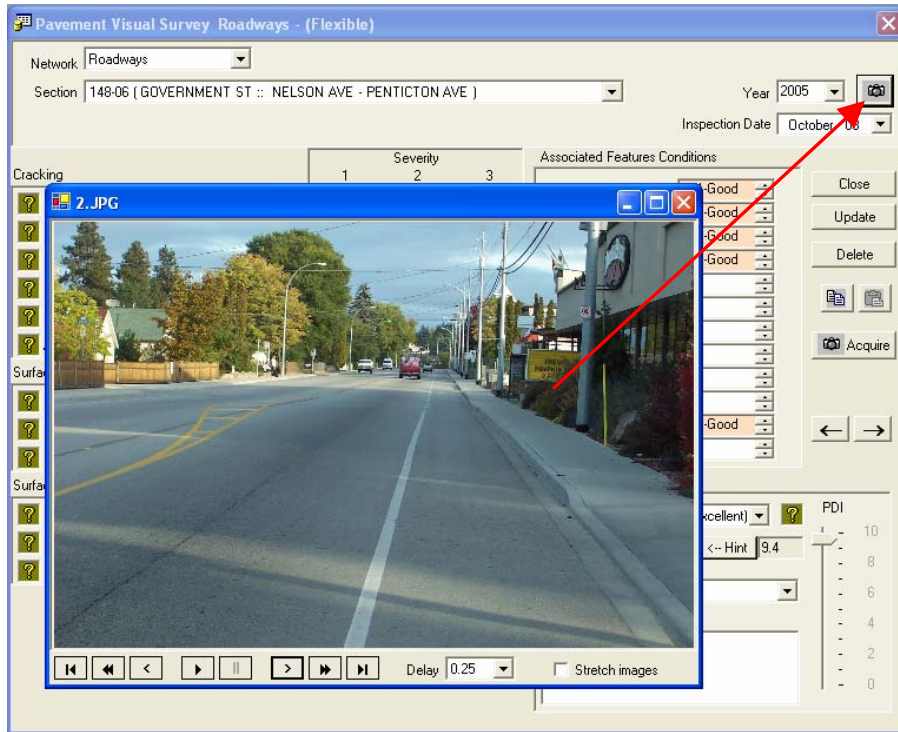 Pavement Visual Survey Roadways - (Flexible)
Network Roadways
Section 148-06 ( GOVERNMENT ST :: NELSON AVE - PENTICTON AVE )
Year 2005
Inspection Date October 08
Severity
1 2 3
Cracking
Associated Features Conditions
-Good
-Good
-Good
-Good
-Good
Close
Update
Delete
Acquire
← →
2.JPG
Surfa
Surfa
xcellent)
<-- Hint 9.4
PDI
10
8
6
4
2
0
Delay 0.25
Stretch images